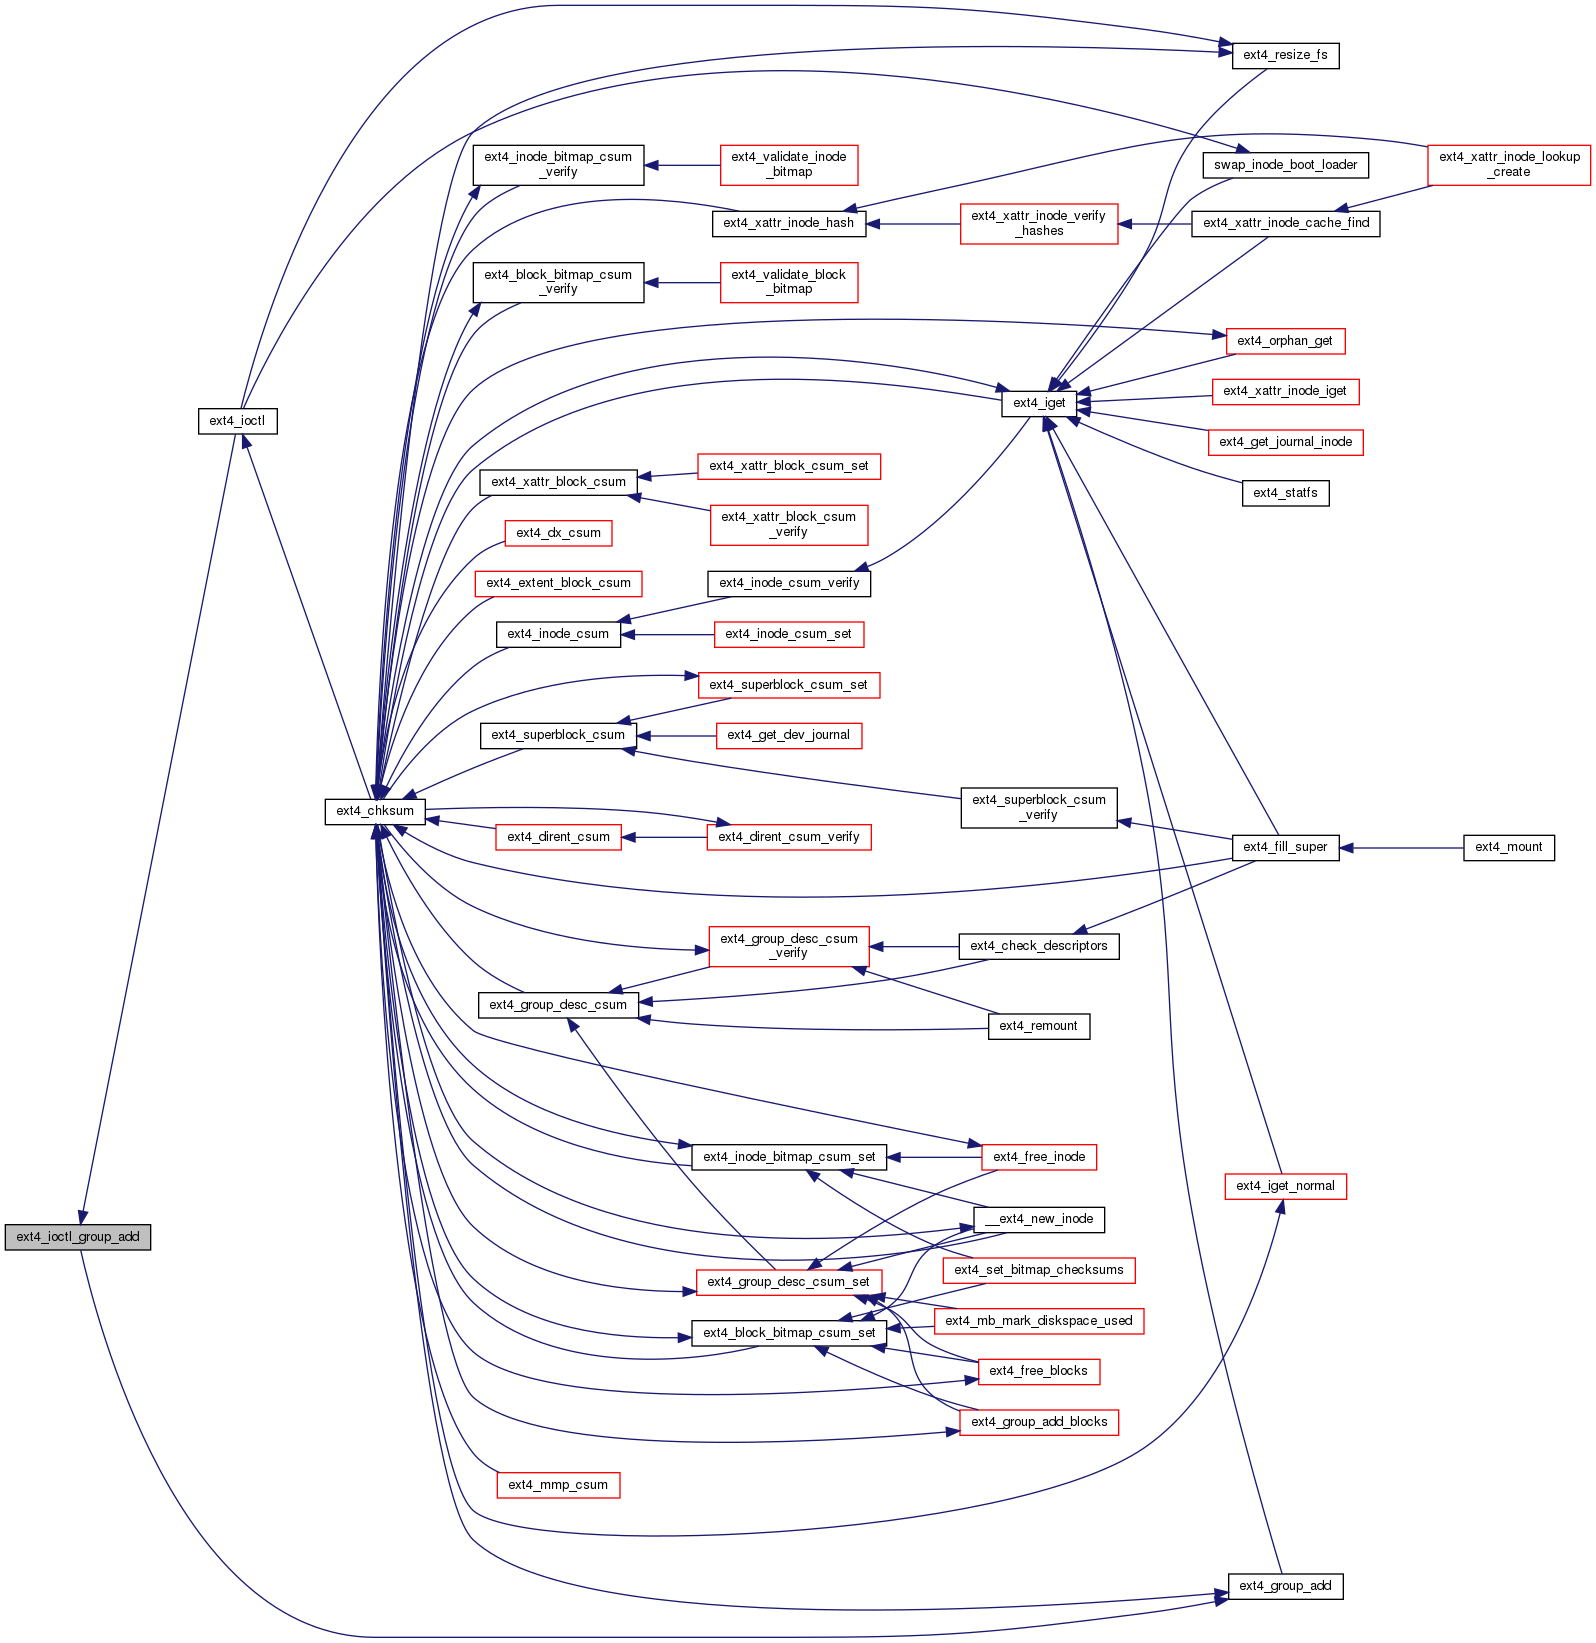 ext4_resize_fs
ext4_inode_bitmap_csum
_verify
ext4_validate_inode
_bitmap
swap_inode_boot_loader
ext4_xattr_inode_lookup
_create
ext4_xattr_inode_hash
ext4_xattr_inode_verify
_hashes
ext4_xattr_inode_cache_find
ext4_block_bitmap_csum
_verify
ext4_validate_block
_bitmap
ext4_orphan_get
ext4_xattr_inode_iget
ext4_iget
ext4_ioctl
ext4_get_journal_inode
ext4_xattr_block_csum
ext4_xattr_block_csum_set
ext4_statfs
ext4_xattr_block_csum
_verify
ext4_dx_csum
ext4_extent_block_csum
ext4_inode_csum_verify
ext4_inode_csum
ext4_inode_csum_set
ext4_superblock_csum_set
ext4_superblock_csum
ext4_get_dev_journal
ext4_superblock_csum
_verify
ext4_chksum
ext4_dirent_csum
ext4_dirent_csum_verify
ext4_fill_super
ext4_mount
ext4_group_desc_csum
_verify
ext4_check_descriptors
ext4_group_desc_csum
ext4_remount
ext4_inode_bitmap_csum_set
ext4_free_inode
ext4_iget_normal
__ext4_new_inode
ext4_ioctl_group_add
ext4_set_bitmap_checksums
ext4_group_desc_csum_set
ext4_mb_mark_diskspace_used
ext4_block_bitmap_csum_set
ext4_free_blocks
ext4_group_add_blocks
ext4_mmp_csum
ext4_group_add